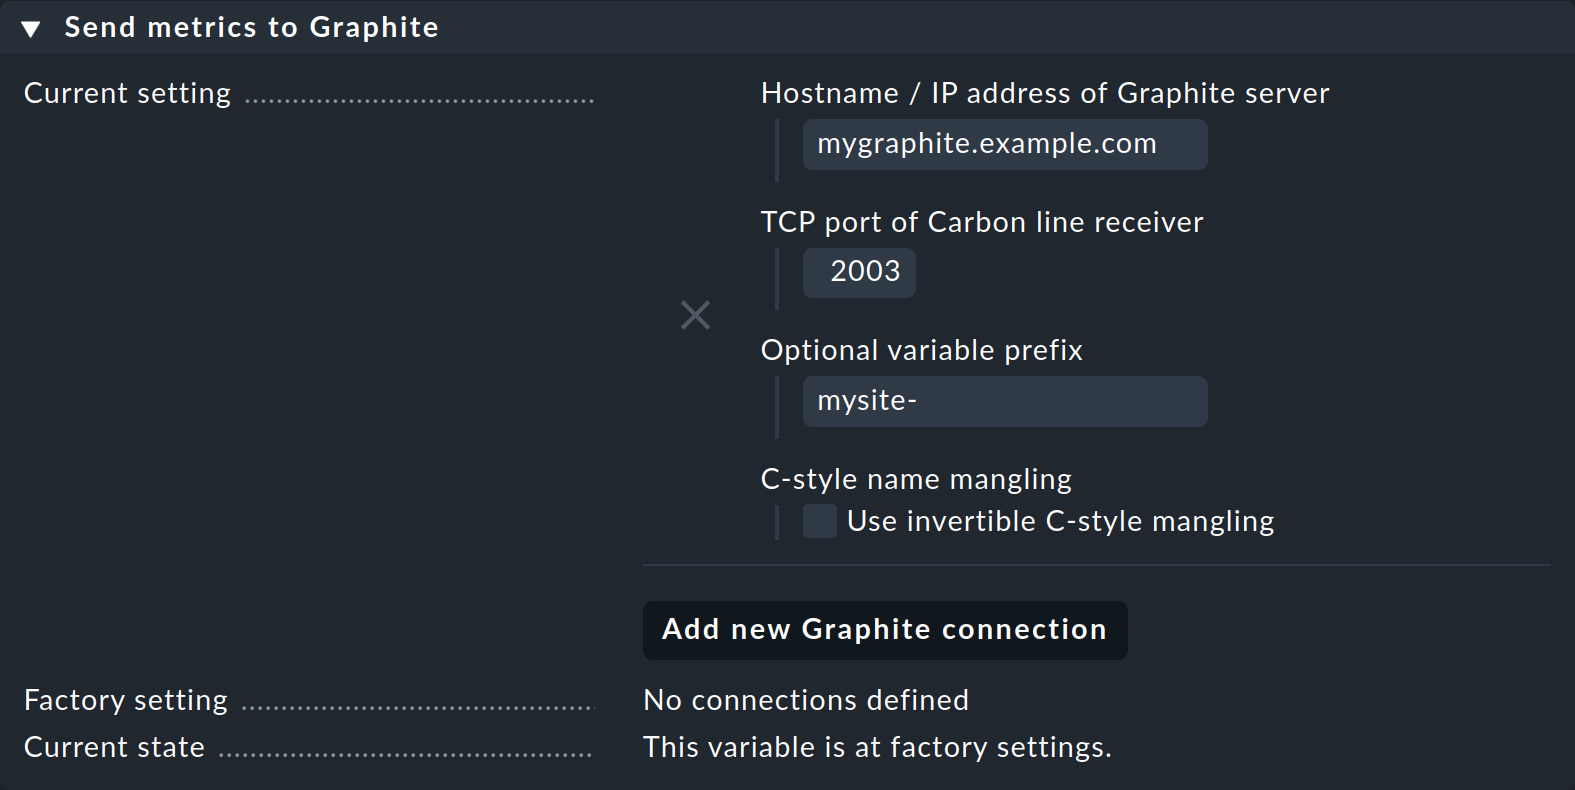 Send metrics to Graphite
Current setting
Hostname / IP address of Graphite server
mygraphite.example.com
TCP port of Carbon line receiver
2003
Optional variable prefix
mysite-
C-style name mangling
Use invertible C-style mangling
Add new Graphite connection
Factory setting
No connections defined
Current state
This variable is at factory settings.